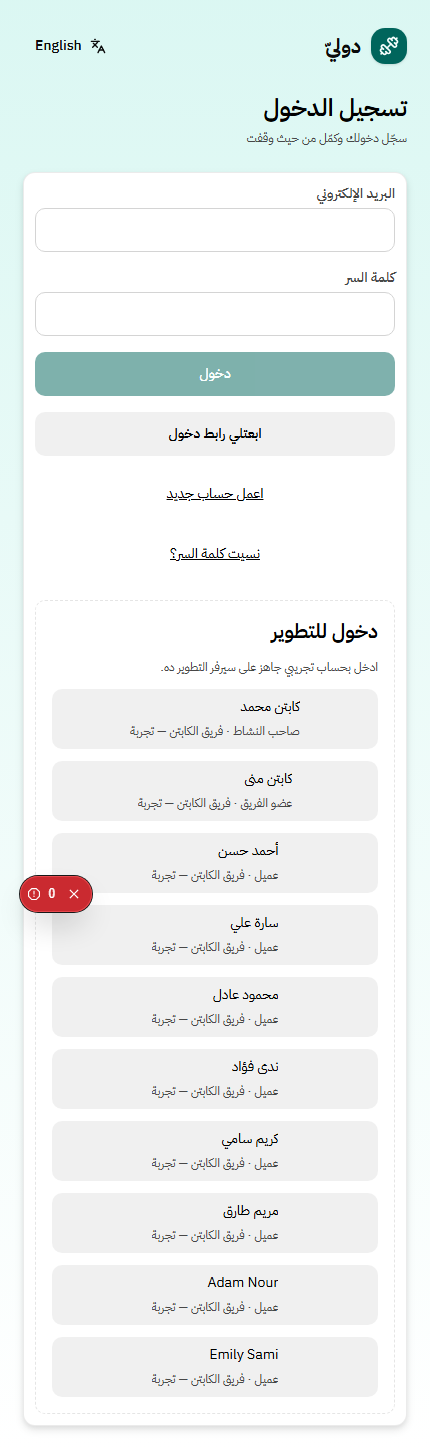 دوليّ
English
تسجيل الدخول
سجّل دخولك وكمّل من حيث وقفت
البريد الإلكتروني
كلمة السر
دخول
ابعتلي رابط دخول
اعمل حساب جديد
نسيت كلمة السر؟
دخول للتطوير
ادخل بحساب تجريبي جاهز على سيرفر التطوير ده.
كابتن محمد
صاحب النشاط · فريق الكابتن — تجربة
كابتن منى
عضو الفريق · فريق الكابتن — تجربة
أحمد حسن
عميل · فريق الكابتن — تجربة
0
سارة علي
عميل · فريق الكابتن — تجربة
محمود عادل
عميل · فريق الكابتن — تجربة
ندى فؤاد
عميل · فريق الكابتن — تجربة
كريم سامي
عميل · فريق الكابتن — تجربة
مريم طارق
عميل · فريق الكابتن — تجربة
Adam Nour
عميل · فريق الكابتن — تجربة
Emily Sami
عميل · فريق الكابتن — تجربة